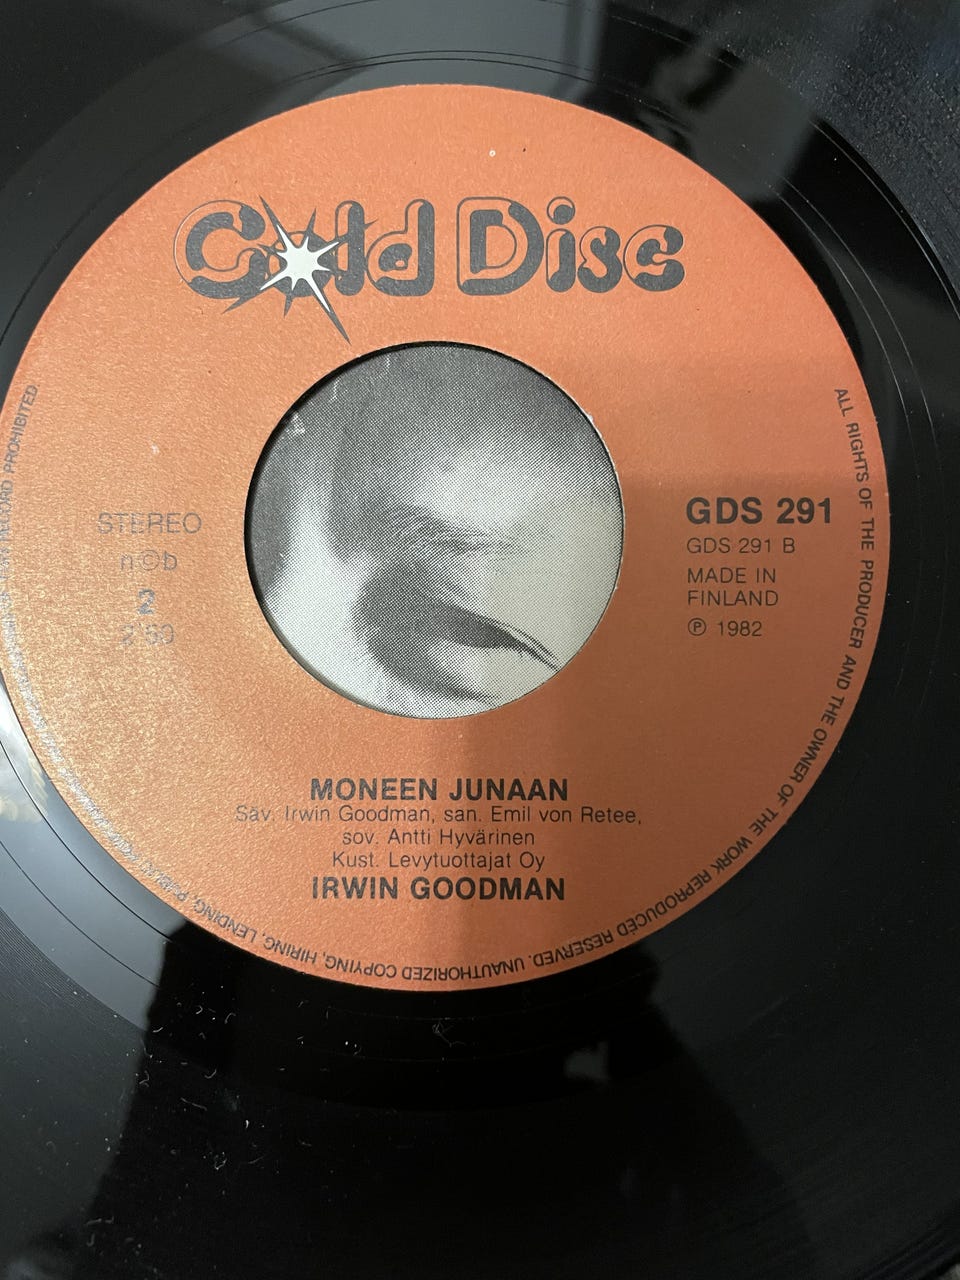 Gold Disc
STEREO
n©b
2
GDS 291
GDS 291 B
MADE IN
FINLAND
℗ 1982
MONEEN JUNAAN
Säv. Irwin Goodman, san. Emil von Retee,
sov. Antti Hyvärinen
Kust. Levytuottajat Oy
IRWIN GOODMAN
ALL RIGHTS OF THE PRODUCER AND THE OWNER OF THE WORK REPRODUCED RESERVED. UNAUTHORIZED COPYING, HIRING, LENDING, RECORD PROHIBITED